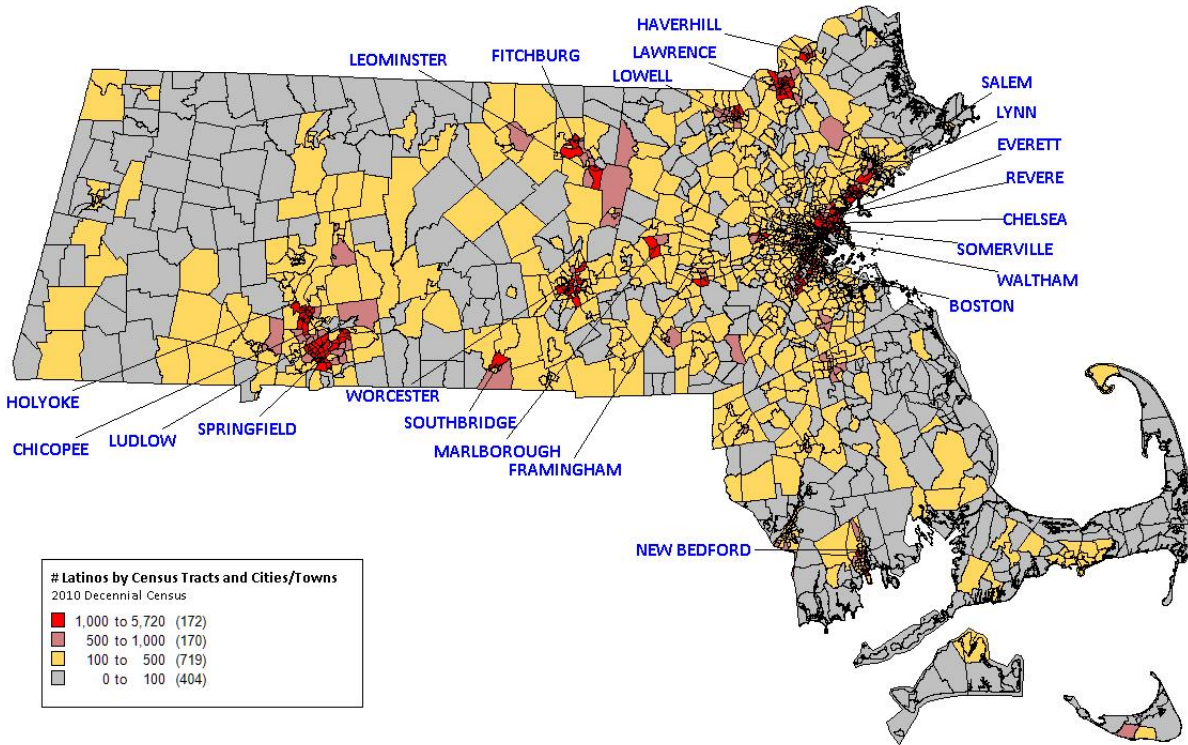 HAVERHILL
LEOMINSTER
FITCHBURG
LAWRENCE
LOWELL
SALEM
LYNN
EVERETT
REVERE
CHELSEA
SOMERVILLE
WALTHAM
BOSTON
HOLYOKE
CHICOPEE
LUDLOW
SPRINGFIELD
WORCESTER
SOUTHBRIDGE
MARLBOROUGH
FRAMINGHAM
NEW BEDFORD
# Latinos by Census Tracts and Cities/Towns
2010 Decennial Census
1,000 to 5,720 (172)
500 to 1,000 (170)
100 to 500 (719)
0 to 100 (404)